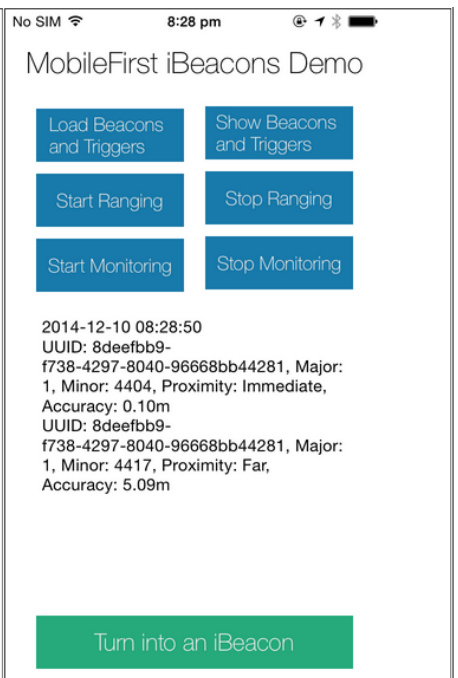 No SIM 8:28 pm
MobileFirst iBeacons Demo
Load Beacons
and Triggers
Show Beacons
and Triggers
Start Ranging
Stop Ranging
Start Monitoring
Stop Monitoring
2014-12-10 08:28:50
UUID: 8deefbb9-
f738-4297-8040-96668bb44281, Major:
1, Minor: 4404, Proximity: Immediate,
Accuracy: 0.10m
UUID: 8deefbb9-
f738-4297-8040-96668bb44281, Major:
1, Minor: 4417, Proximity: Far,
Accuracy: 5.09m
Turn into an iBeacon